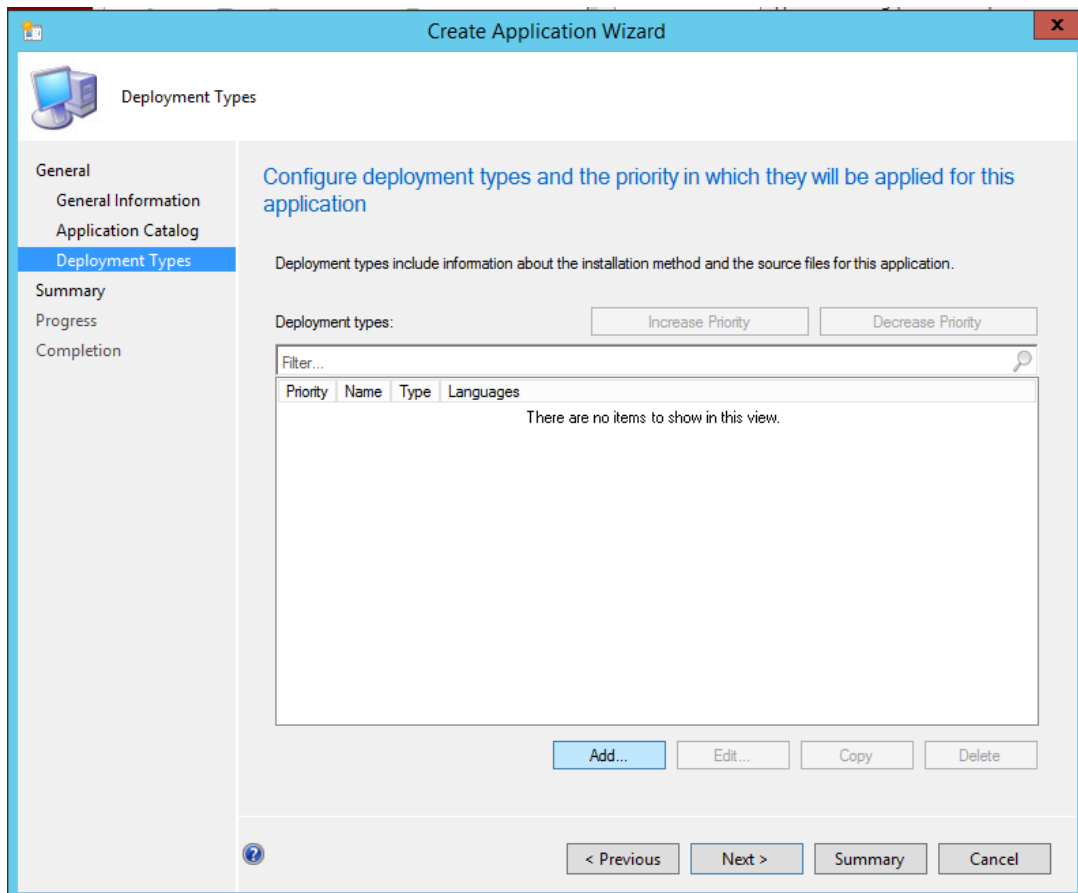 Create Application Wizard
x
Deployment Types
General
General Information
Application Catalog
Deployment Types
Summary
Progress
Completion
Configure deployment types and the priority in which they will be applied for this
application
Deployment types include information about the installation method and the source files for this application.
Deployment types:
Increase Priority
Decrease Priority
Filter...
Priority Name Type Languages
There are no items to show in this view.
Add...
Edit...
Copy
Delete
?
< Previous
Next >
Summary
Cancel